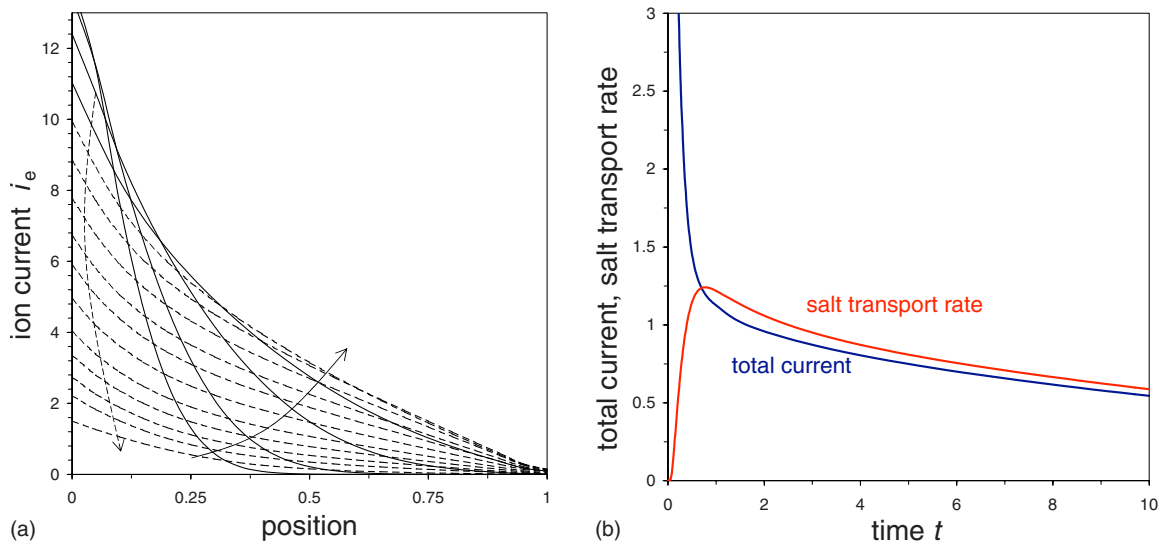 ion current i_e
12
10
8
6
4
2
0
0 0.25 0.5 0.75 1
position
(a)
total current, salt transport rate
3
2.5
2
1.5
1
0.5
0
salt transport rate
total current
0 2 4 6 8 10
time t
(b)